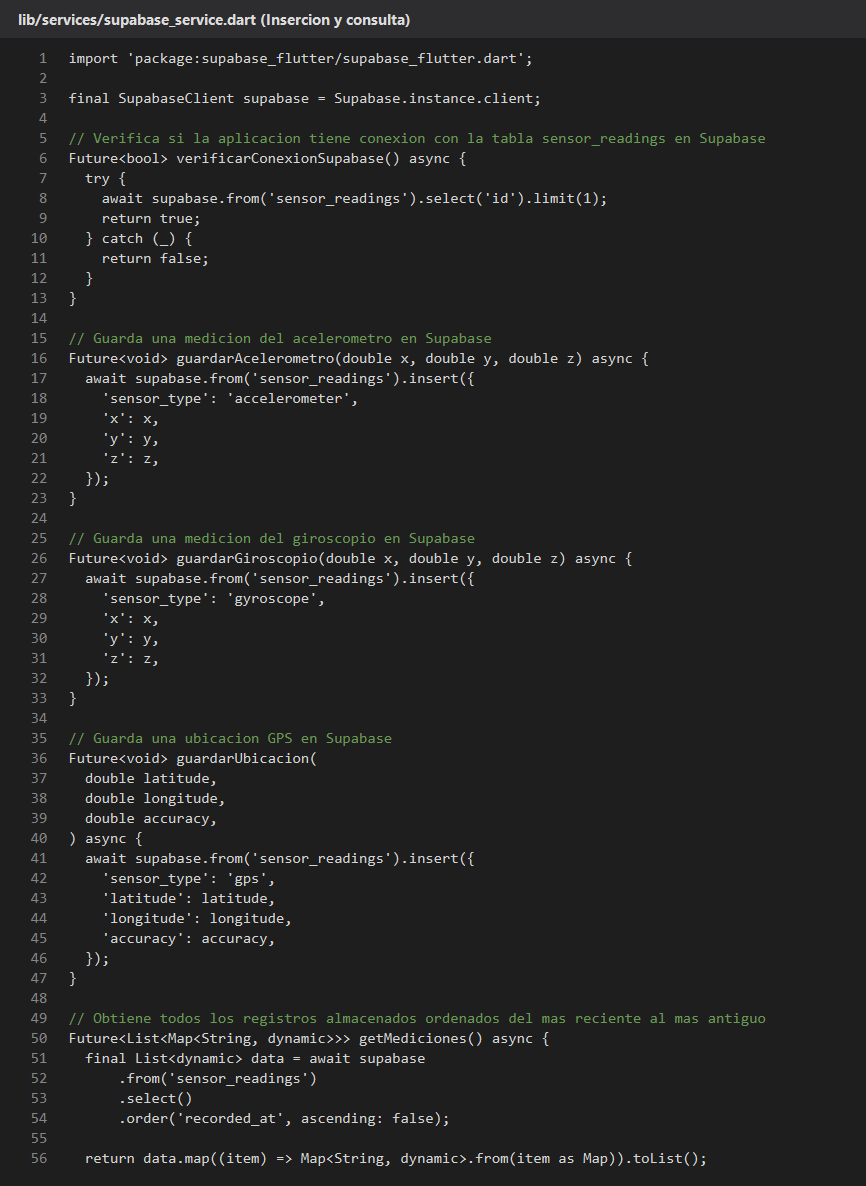 lib/services/supabase_service.dart (Insercion y consulta)
1 import 'package:supabase_flutter/supabase_flutter.dart';
2
3 final SupabaseClient supabase = Supabase.instance.client;
4
5 // Verifica si la aplicacion tiene conexion con la tabla sensor_readings en Supabase
6 Future<bool> verificarConexionSupabase() async {
7   try {
8     await supabase.from('sensor_readings').select('id').limit(1);
9     return true;
10   } catch (_) {
11     return false;
12   }
13 }
14
15 // Guarda una medicion del acelerometro en Supabase
16 Future<void> guardarAcelerometro(double x, double y, double z) async {
17   await supabase.from('sensor_readings').insert({
18     'sensor_type': 'accelerometer',
19     'x': x,
20     'y': y,
21     'z': z,
22   });
23 }
24
25 // Guarda una medicion del giroscopio en Supabase
26 Future<void> guardarGiroscopio(double x, double y, double z) async {
27   await supabase.from('sensor_readings').insert({
28     'sensor_type': 'gyroscope',
29     'x': x,
30     'y': y,
31     'z': z,
32   });
33 }
34
35 // Guarda una ubicacion GPS en Supabase
36 Future<void> guardarUbicacion(
37   double latitude,
38   double longitude,
39   double accuracy,
40 ) async {
41   await supabase.from('sensor_readings').insert({
42     'sensor_type': 'gps',
43     'latitude': latitude,
44     'longitude': longitude,
45     'accuracy': accuracy,
46   });
47 }
48
49 // Obtiene todos los registros almacenados ordenados del mas reciente al mas antiguo
50 Future<List<Map<String, dynamic>>> getMediciones() async {
51   final List<dynamic> data = await supabase
52       .from('sensor_readings')
53       .select()
54       .order('recorded_at', ascending: false);
55
56   return data.map((item) => Map<String, dynamic>.from(item as Map)).toList();